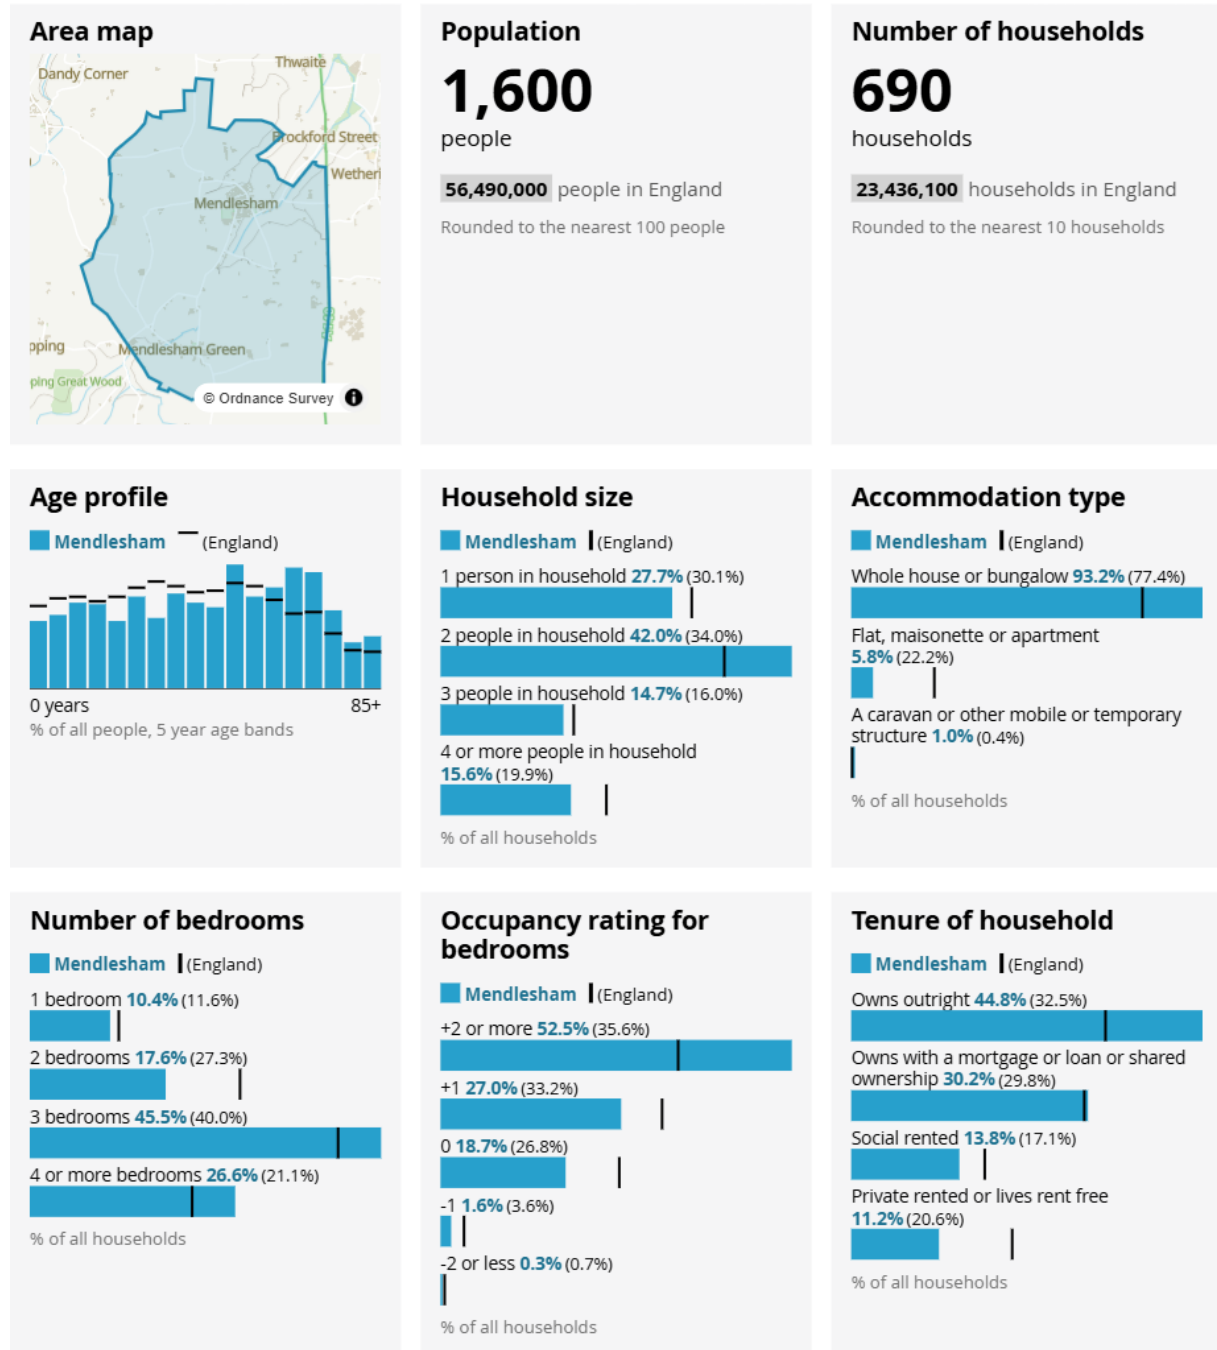 Area map
Dandy Corner
Thwaite
Brockford Street
Wetheri
Mendlesham
pping
Mendlesham Green
ping Great Wood
© Ordnance Survey
Population
1,600
people
56,490,000 people in England
Rounded to the nearest 100 people
Number of households
690
households
23,436,100 households in England
Rounded to the nearest 10 households
Age profile
Mendlesham (England)
0 years 85+
% of all people, 5 year age bands
Household size
Mendlesham (England)
1 person in household 27.7% (30.1%)
2 people in household 42.0% (34.0%)
3 people in household 14.7% (16.0%)
4 or more people in household
15.6% (19.9%)
% of all households
Accommodation type
Mendlesham (England)
Whole house or bungalow 93.2% (77.4%)
Flat, maisonette or apartment
5.8% (22.2%)
A caravan or other mobile or temporary
structure 1.0% (0.4%)
% of all households
Number of bedrooms
Mendlesham (England)
1 bedroom 10.4% (11.6%)
2 bedrooms 17.6% (27.3%)
3 bedrooms 45.5% (40.0%)
4 or more bedrooms 26.6% (21.1%)
% of all households
Occupancy rating for
bedrooms
Mendlesham (England)
+2 or more 52.5% (35.6%)
+1 27.0% (33.2%)
0 18.7% (26.8%)
-1 1.6% (3.6%)
-2 or less 0.3% (0.7%)
% of all households
Tenure of household
Mendlesham (England)
Owns outright 44.8% (32.5%)
Owns with a mortgage or loan or shared
ownership 30.2% (29.8%)
Social rented 13.8% (17.1%)
Private rented or lives rent free
11.2% (20.6%)
% of all households